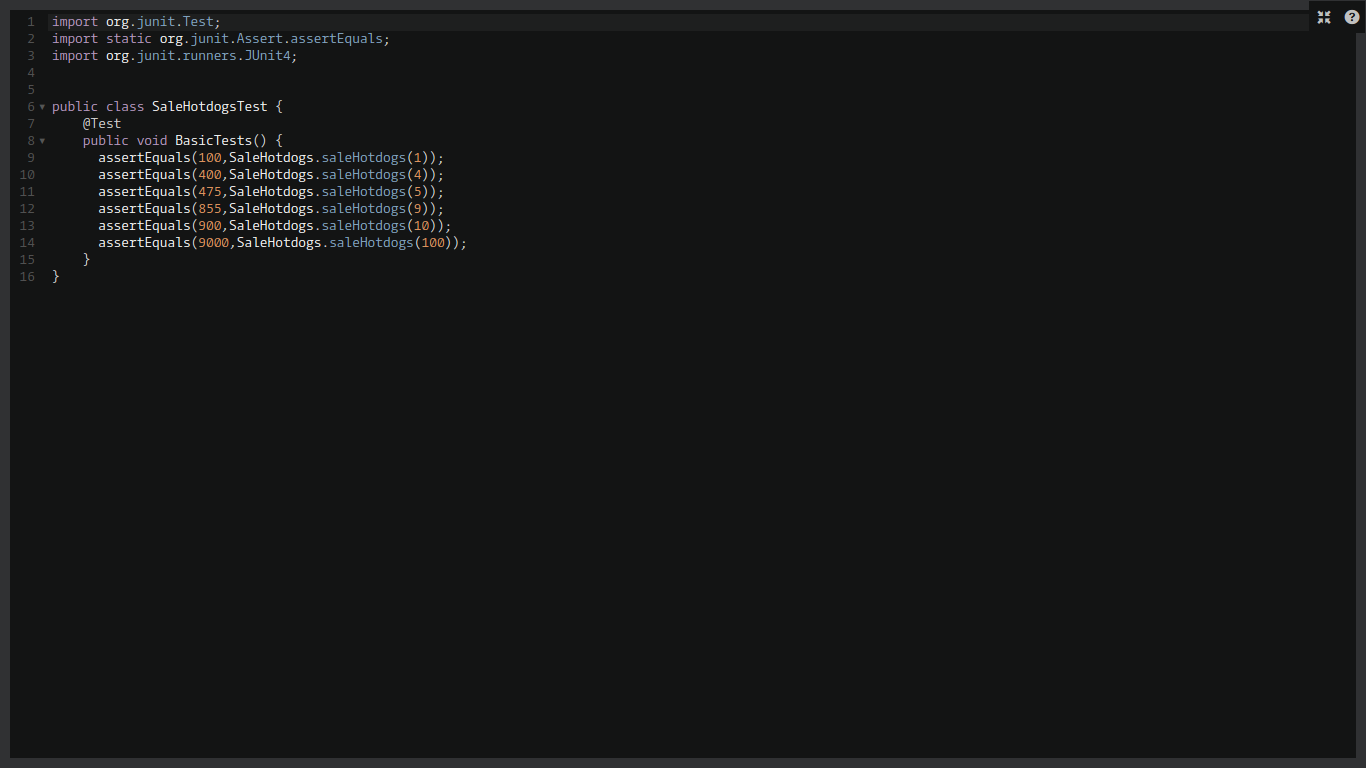 1 import org.junit.Test;
2 import static org.junit.Assert.assertEquals;
3 import org.junit.runners.JUnit4;
4
5
6 public class SaleHotdogsTest {
7 @Test
8 public void BasicTests() {
9 assertEquals(100,SaleHotdogs.saleHotdogs(1));
10 assertEquals(400,SaleHotdogs.saleHotdogs(4));
11 assertEquals(475,SaleHotdogs.saleHotdogs(5));
12 assertEquals(855,SaleHotdogs.saleHotdogs(9));
13 assertEquals(900,SaleHotdogs.saleHotdogs(10));
14 assertEquals(9000,SaleHotdogs.saleHotdogs(100));
15 }
16 }